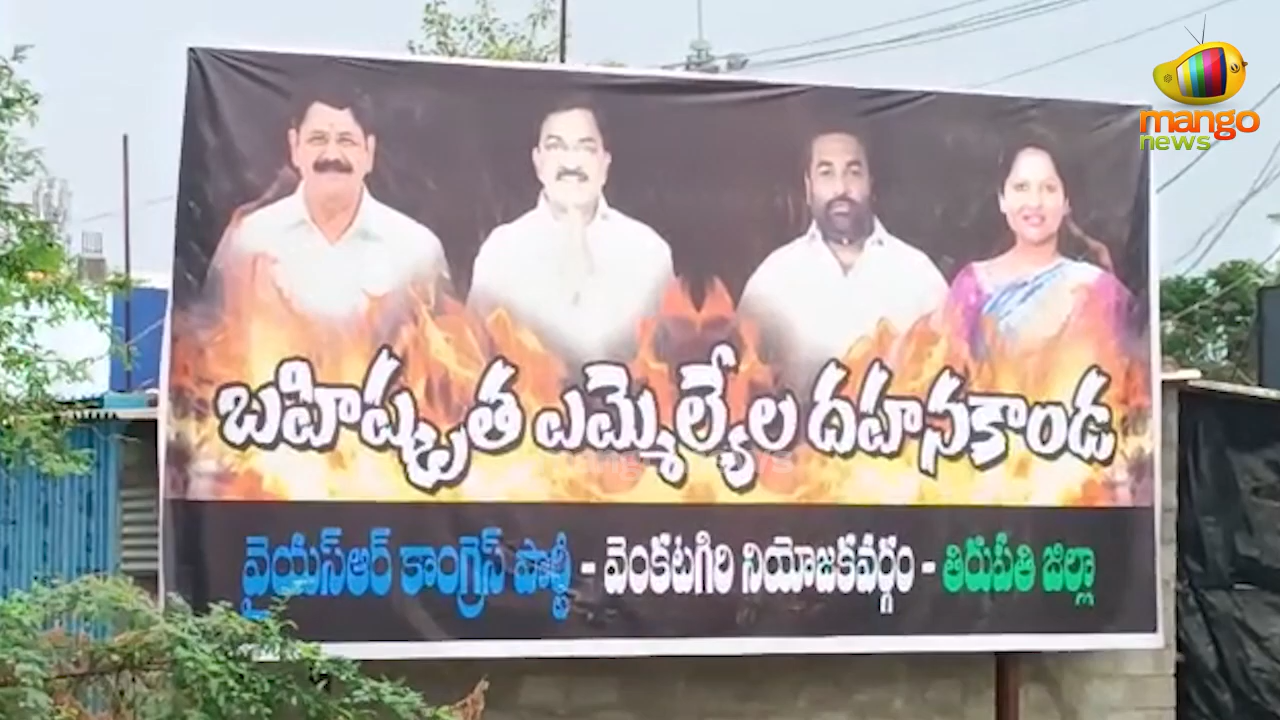 mango
news
బహిష్కృత ఎమ్మెల్యేల దహనకాండ
వైయస్ఆర్ కాంగ్రెస్ పార్టీ - వెంకటగిరి నియోజకవర్గం - తిరుపతి జిల్లా